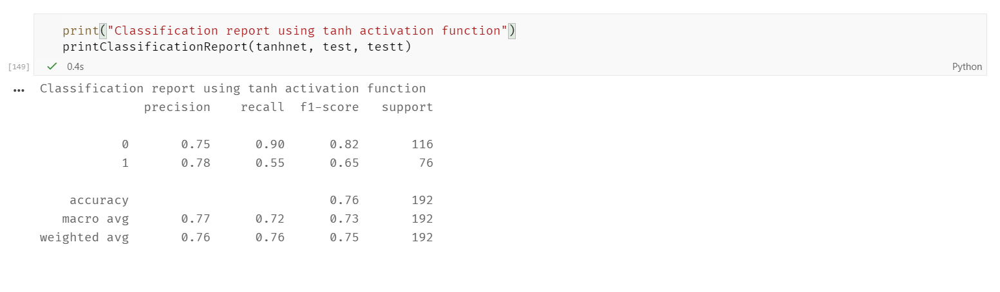 print("Classification report using tanh activation function")
printClassificationReport(tanhnet, test, testt)
[149] 0.4s Python
Classification report using tanh activation function
precision recall f1-score support
0 0.75 0.90 0.82 116
1 0.78 0.55 0.65 76
accuracy 0.76 192
macro avg 0.77 0.72 0.73 192
weighted avg 0.76 0.76 0.75 192